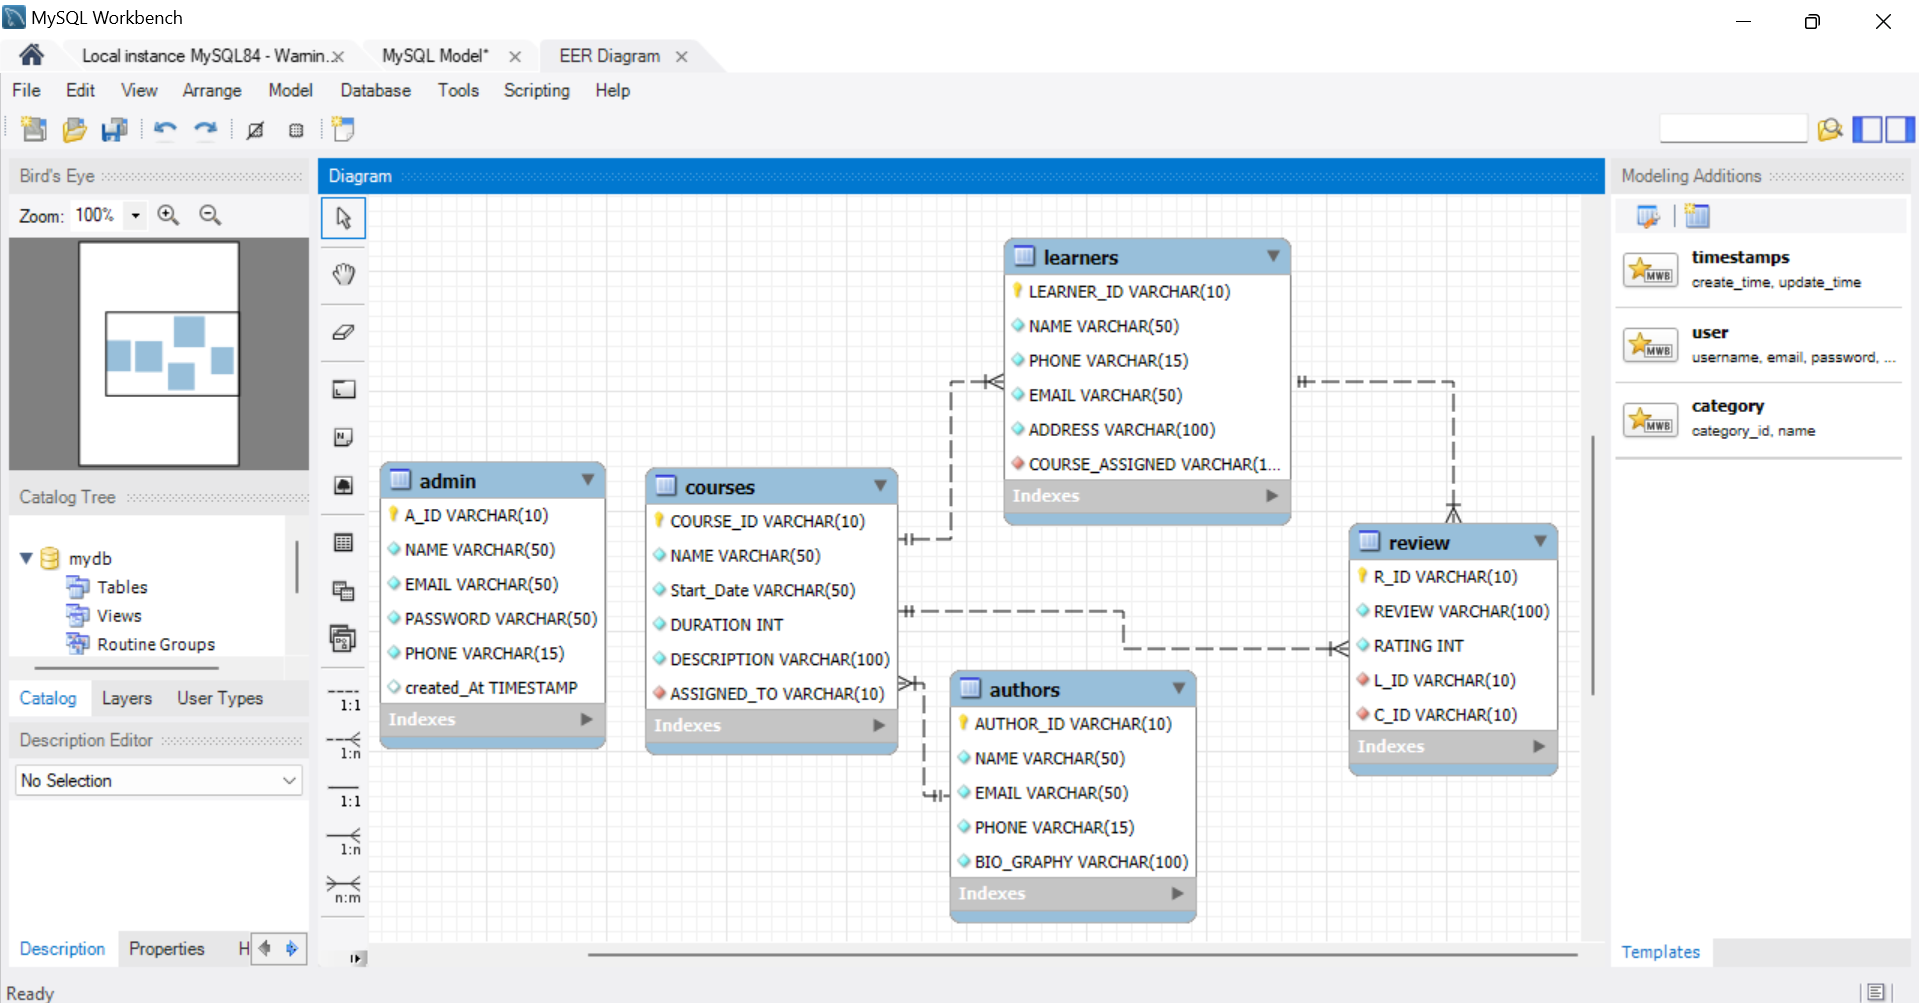 MySQL Workbench
Local instance MySQL84 - Warnin.
MySQL Model*
EER Diagram
File Edit View Arrange Model Database Tools Scripting Help
Bird's Eye
Zoom: 100%
Catalog Tree
mydb
Tables
Views
Routine Groups
Catalog Layers User Types
Description Editor
No Selection
Description Properties H
Ready
Diagram
1:1
1:n
1:1
1:n
n:m
admin
A_ID VARCHAR(10)
NAME VARCHAR(50)
EMAIL VARCHAR(50)
PASSWORD VARCHAR(50)
PHONE VARCHAR(15)
created_At TIMESTAMP
Indexes
courses
COURSE_ID VARCHAR(10)
NAME VARCHAR(50)
Start_Date VARCHAR(50)
DURATION INT
DESCRIPTION VARCHAR(100)
ASSIGNED_TO VARCHAR(10)
Indexes
learners
LEARNER_ID VARCHAR(10)
NAME VARCHAR(50)
PHONE VARCHAR(15)
EMAIL VARCHAR(50)
ADDRESS VARCHAR(100)
COURSE_ASSIGNED VARCHAR(1...
Indexes
authors
AUTHOR_ID VARCHAR(10)
NAME VARCHAR(50)
EMAIL VARCHAR(50)
PHONE VARCHAR(15)
BIO_GRAPHY VARCHAR(100)
Indexes
review
R_ID VARCHAR(10)
REVIEW VARCHAR(100)
RATING INT
L_ID VARCHAR(10)
C_ID VARCHAR(10)
Indexes
Modeling Additions
MWB
timestamps
create_time, update_time
MWB
user
username, email, password, ...
MWB
category
category_id, name
Templates